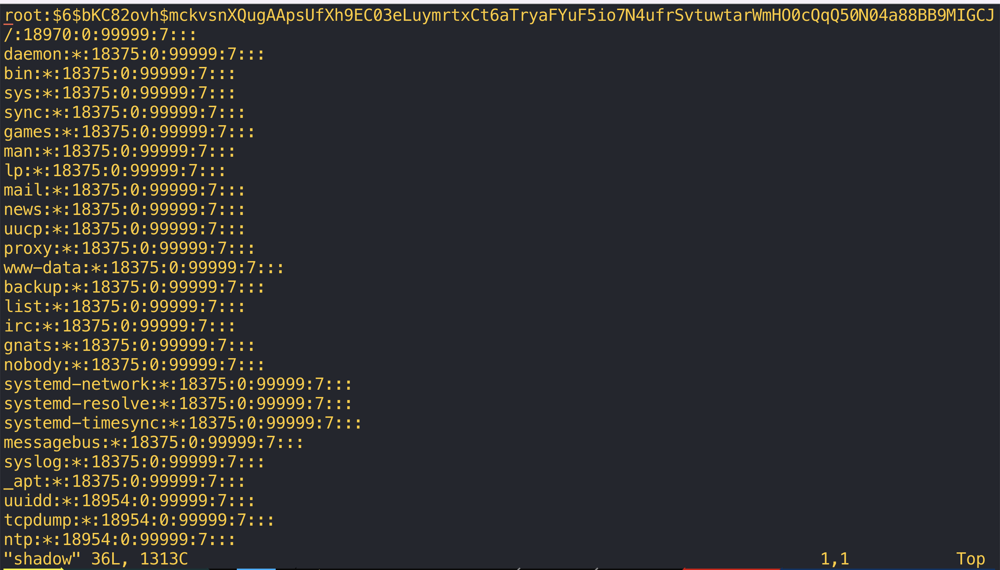 root:$6$bKC82ovh$mckvsnXQugAApsUfXh9EC03eLuymrtxCt6aTryaFYuF5io7N4ufrSvtuwtarWmHO0cQqQ50N04a88BB9MIGCJ
/:18970:0:99999:7:::
daemon:*:18375:0:99999:7:::
bin:*:18375:0:99999:7:::
sys:*:18375:0:99999:7:::
sync:*:18375:0:99999:7:::
games:*:18375:0:99999:7:::
man:*:18375:0:99999:7:::
lp:*:18375:0:99999:7:::
mail:*:18375:0:99999:7:::
news:*:18375:0:99999:7:::
uucp:*:18375:0:99999:7:::
proxy:*:18375:0:99999:7:::
www-data:*:18375:0:99999:7:::
backup:*:18375:0:99999:7:::
list:*:18375:0:99999:7:::
irc:*:18375:0:99999:7:::
gnats:*:18375:0:99999:7:::
nobody:*:18375:0:99999:7:::
systemd-network:*:18375:0:99999:7:::
systemd-resolve:*:18375:0:99999:7:::
systemd-timesync:*:18375:0:99999:7:::
messagebus:*:18375:0:99999:7:::
syslog:*:18375:0:99999:7:::
_apt:*:18375:0:99999:7:::
uuidd:*:18954:0:99999:7:::
tcpdump:*:18954:0:99999:7:::
ntp:*:18954:0:99999:7:::
"shadow" 36L, 1313C 1,1 Top